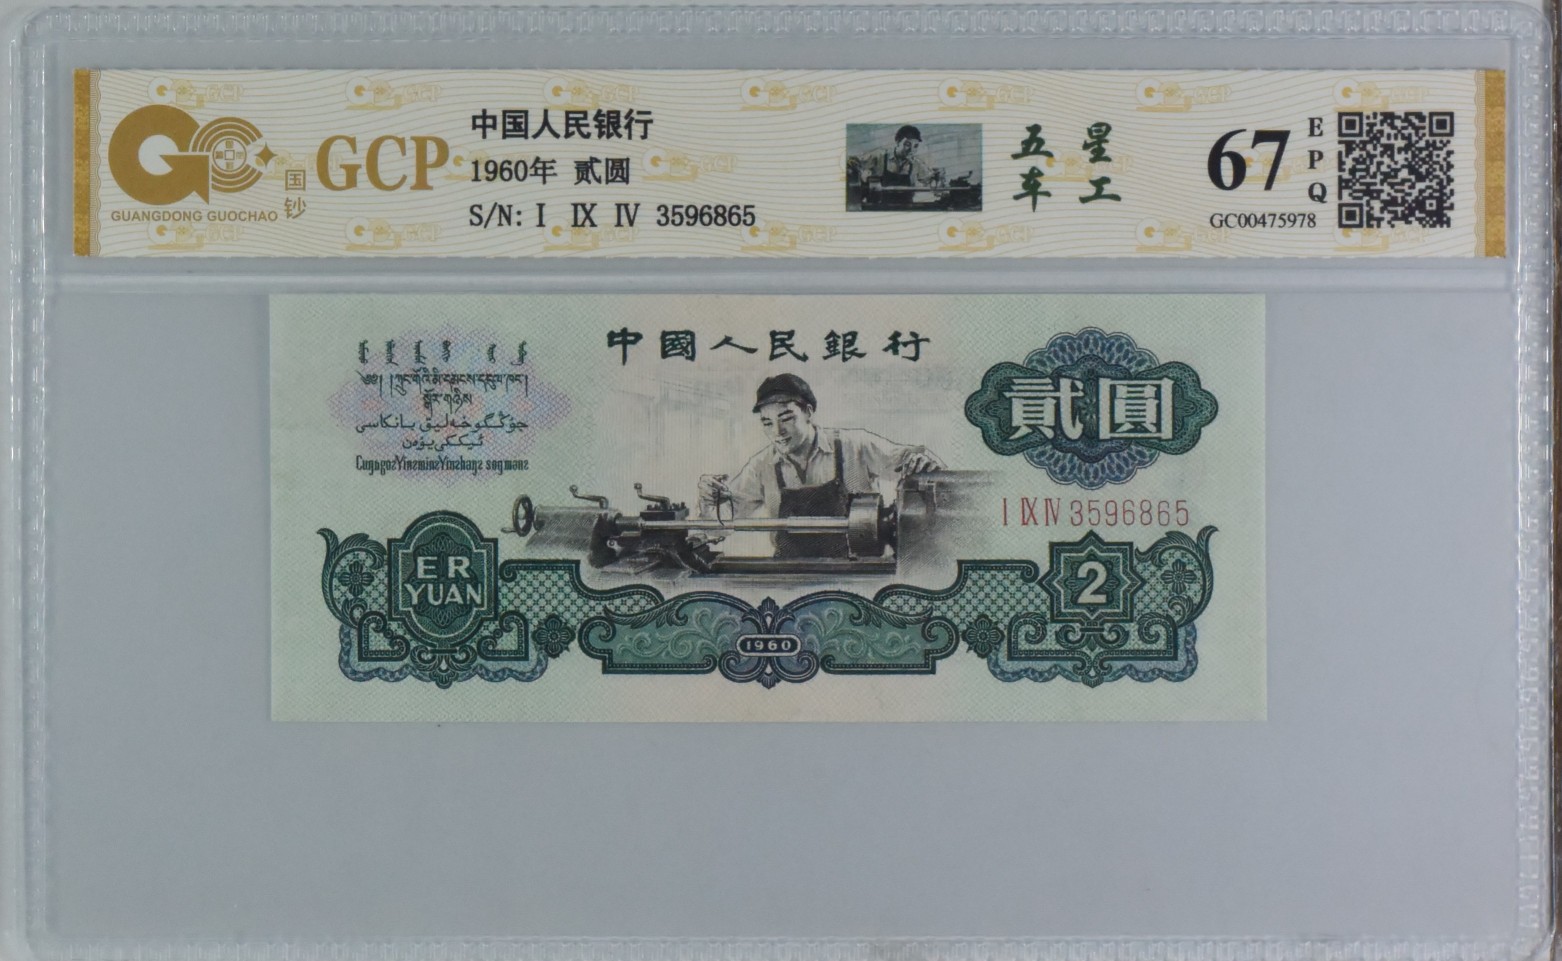 GCP
国钞
GUANGDONG GUOCHAO
中国人民银行
1960年 贰圆
S/N: I IX IV 3596865
五星
车工
67
EPQ
GC00475978
中國人民銀行
貳圓
I IX IV 3596865
ER
YUAN
2
1960